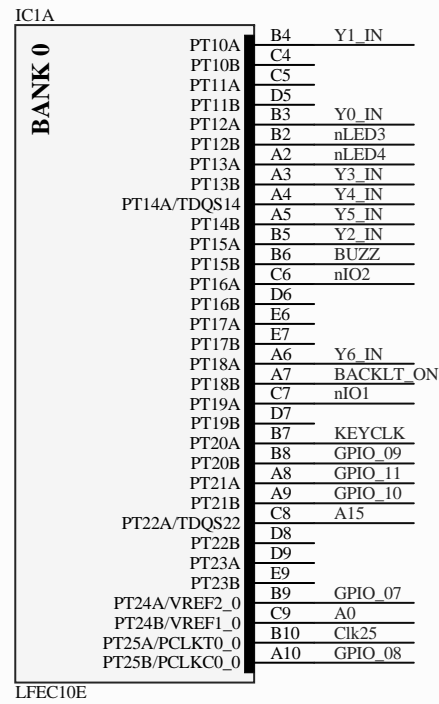 IC1A
BANK 0
PT10A B4 Y1_IN
PT10B C4
PT11A C5
PT11B D5
PT12A B3 Y0_IN
PT12B B2 nLED3
PT13A A2 nLED4
PT13B A3 Y3_IN
PT14A/TDQS14 A4 Y4_IN
PT14B A5 Y5_IN
PT15A B5 Y2_IN
PT15B B6 BUZZ
PT16A C6 nIO2
PT16B D6
PT17A E6
PT17B E7
PT18A A6 Y6_IN
PT18B A7 BACKLT_ON
PT19A C7 nIO1
PT19B D7
PT20A B7 KEYCLK
PT20B B8 GPIO_09
PT21A A8 GPIO_11
PT21B A9 GPIO_10
PT22A/TDQS22 C8 A15
PT22B D8
PT23A D9
PT23B E9
PT24A/VREF2_0 B9 GPIO_07
PT24B/VREF1_0 C9 A0
PT25A/PCLKT0_0 B10 Clk25
PT25B/PCLKC0_0 A10 GPIO_08
LFEC10E